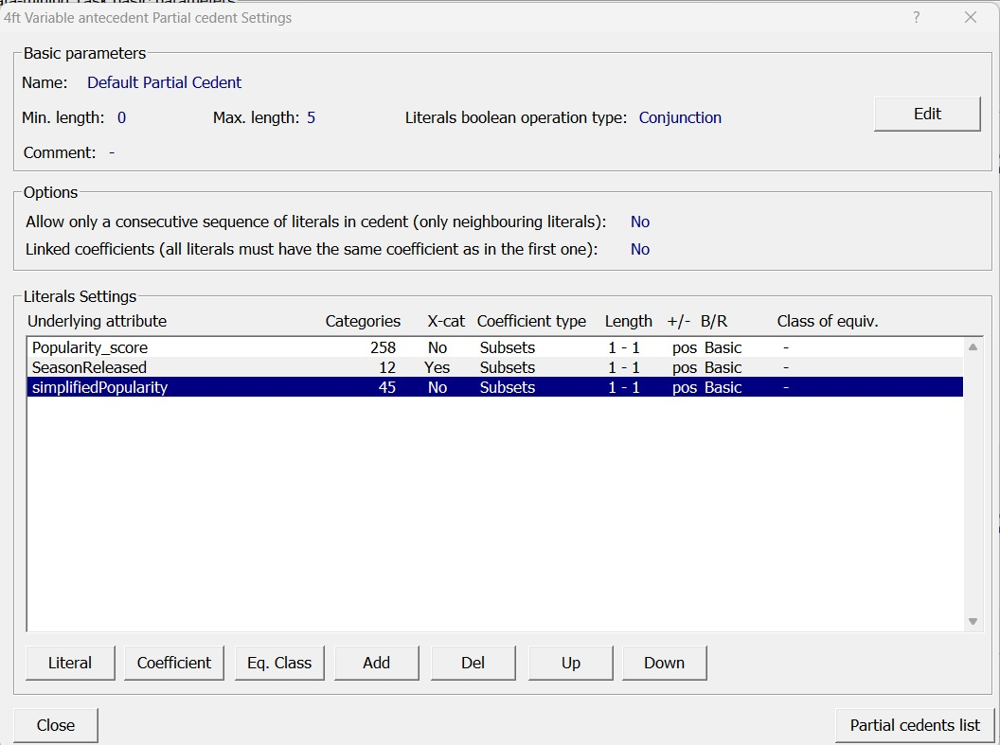 4ft Variable antecedent Partial cedent Settings ?
Basic parameters
Name: Default Partial Cedent
Min. length: 0 Max. length: 5 Literals boolean operation type: Conjunction Edit
Comment: -
Options
Allow only a consecutive sequence of literals in cedent (only neighbouring literals): No
Linked coefficients (all literals must have the same coefficient as in the first one): No
Literals Settings
Underlying attribute Categories X-cat Coefficient type Length +/- B/R Class of equiv.
Popularity_score 258 No Subsets 1 - 1 pos Basic -
SeasonReleased 12 Yes Subsets 1 - 1 pos Basic -
simplifiedPopularity 45 No Subsets 1 - 1 pos Basic -
Literal Coefficient Eq. Class Add Del Up Down
Close Partial cedents list